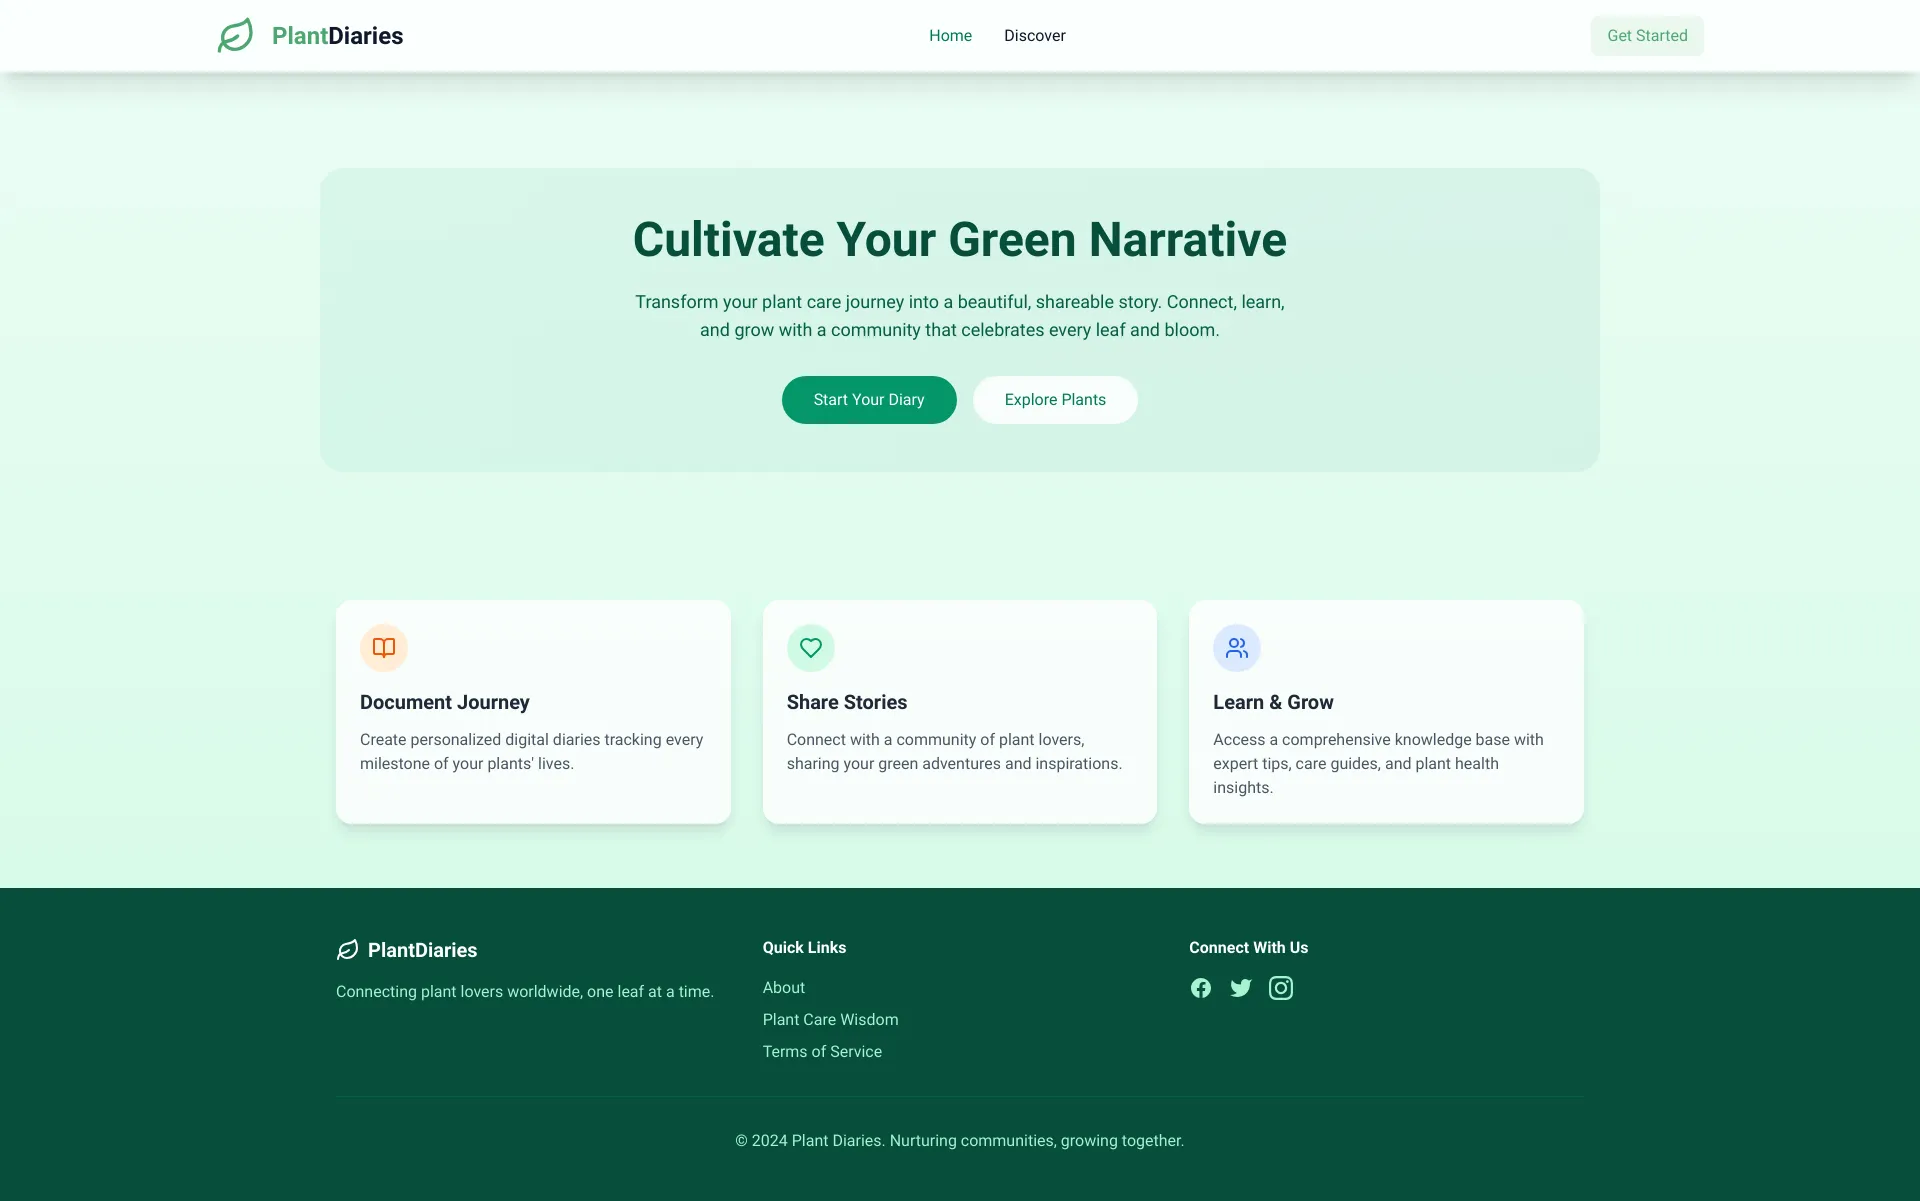 PlantDiaries
Home
Discover
Get Started
Cultivate Your Green Narrative
Transform your plant care journey into a beautiful, shareable story. Connect, learn,
and grow with a community that celebrates every leaf and bloom.
Start Your Diary
Explore Plants
Document Journey
Create personalized digital diaries tracking every
milestone of your plants' lives.
Share Stories
Connect with a community of plant lovers,
sharing your green adventures and inspirations.
Learn & Grow
Access a comprehensive knowledge base with
expert tips, care guides, and plant health
insights.
PlantDiaries
Connecting plant lovers worldwide, one leaf at a time.
Quick Links
About
Plant Care Wisdom
Terms of Service
Connect With Us
© 2024 Plant Diaries. Nurturing communities, growing together.